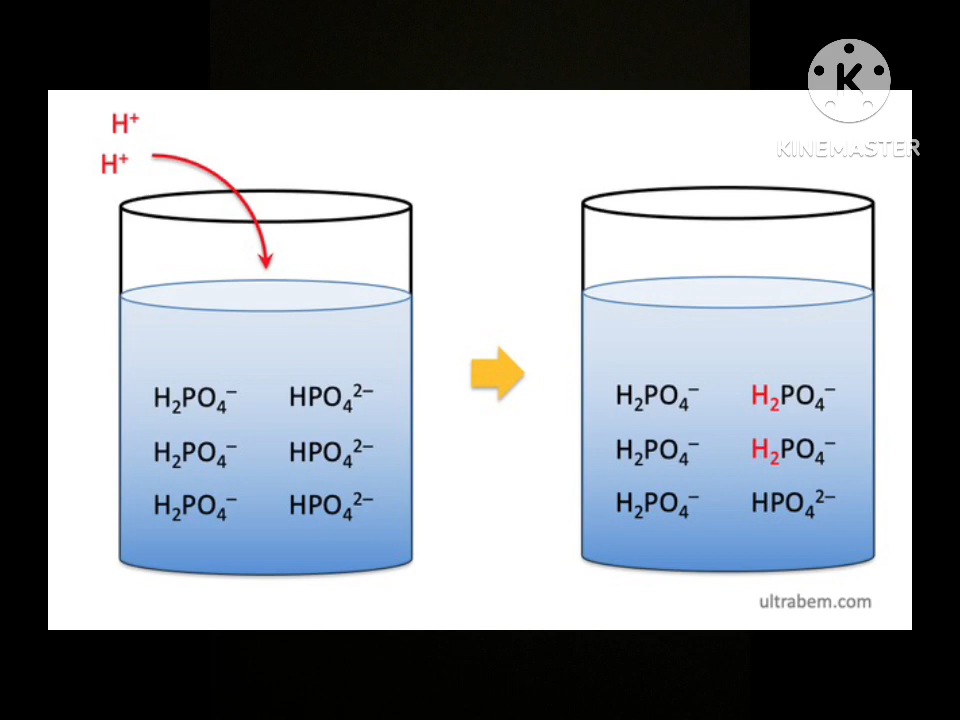 K
KINEMASTER
H⁺
H⁺
H₂PO₄⁻ HPO₄²⁻
H₂PO₄⁻ HPO₄²⁻
H₂PO₄⁻ HPO₄²⁻
H₂PO₄⁻ H₂PO₄⁻
H₂PO₄⁻ H₂PO₄⁻
H₂PO₄⁻ HPO₄²⁻
ultrabem.com